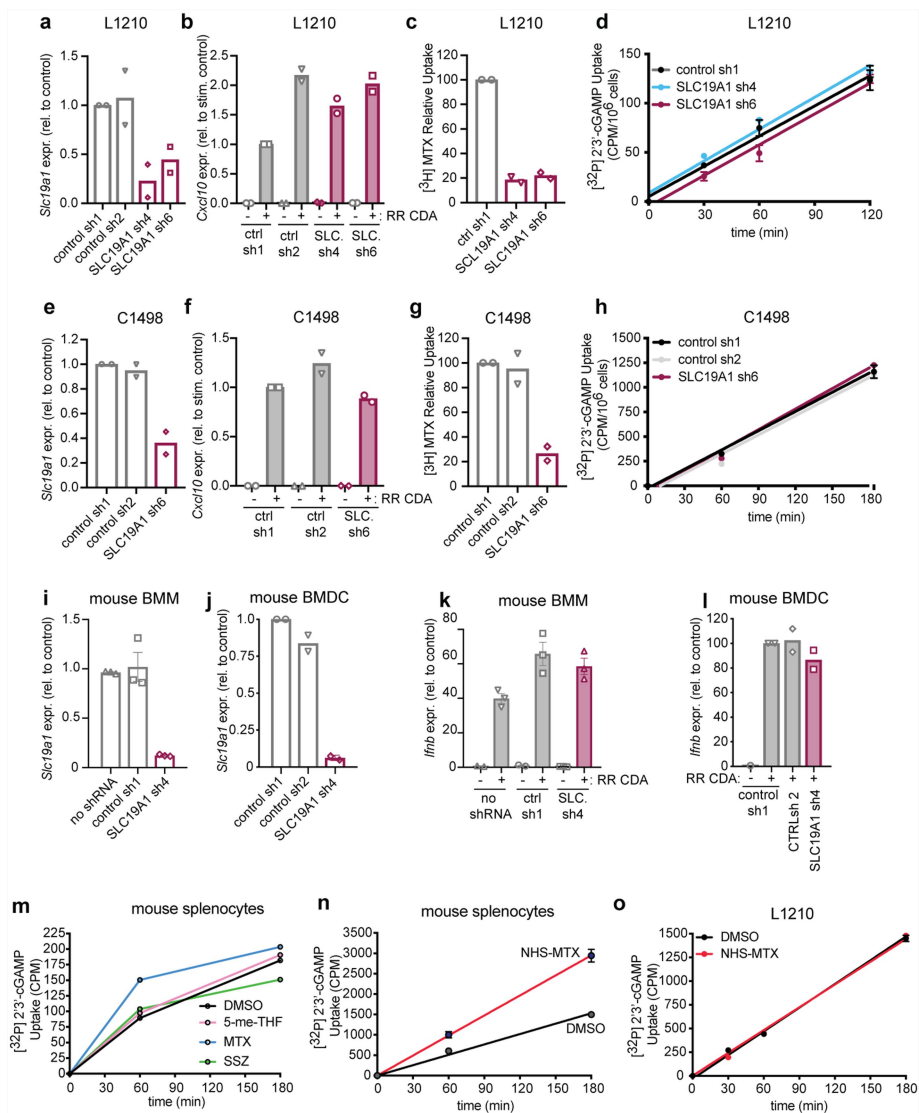 a L1210
Slc19a1 expr. (rel. to control)
1.5
1.0
0.5
0
control sh1
control sh2
SLC19A1 sh4
SLC19A1 sh6
b L1210
Cxcl10 expr. (rel. to stim. control)
2.5
2.0
1.5
1.0
0.5
0.0
- + - + - + - + : RR CDA
ctrl sh1
ctrl sh2
SLC. sh4
SLC. sh6
c L1210
[³H] MTX Relative Uptake
120
100
80
60
40
20
0
ctrl sh1
SCL19A1 sh4
SLC19A1 sh6
d L1210
[³²P] 2'3'-cGAMP Uptake
(CPM/10⁶ cells)
150
100
50
0
control sh1
SLC19A1 sh4
SLC19A1 sh6
0 30 60 90 120
time (min)
e C1498
Slc19a1 expr. (rel. to control)
1.2
1.0
0.8
0.6
0.4
0.2
0.0
control sh1
control sh2
SLC19A1 sh6
f C1498
Cxcl10 expr. (rel. to stim. control)
1.5
1.0
0.5
0.0
- + - + - + : RR CDA
ctrl sh1
ctrl sh2
SLC. sh6
g C1498
[3H] MTX Relative Uptake
120
100
80
60
40
20
0
control sh1
control sh2
SLC19A1 sh6
h C1498
[³²P] 2'3'-cGAMP Uptake
(CPM/10⁶ cells)
1500
1250
1000
750
500
250
0
control sh1
control sh2
SLC19A1 sh6
0 30 60 90 120 150 180
time (min)
i mouse BMM
Slc19a1 expr. (rel. to control)
1.5
1.0
0.5
0
no shRNA
control sh1
SLC19A1 sh4
j mouse BMDC
Slc19a1 expr. (rel. to control)
1
0.75
0.5
0.25
0
control sh1
control sh2
SLC19A1 sh4
k mouse BMM
Ifnb expr. (rel. to control)
80
60
40
20
0
- + - + - + : RR CDA
no shRNA
ctrl sh1
SLC. sh4
l mouse BMDC
Ifnb expr. (rel. to control)
120
100
80
60
40
20
0
RR CDA: - + + +
control sh1
CTRLsh 2
SLC19A1 sh4
m mouse splenocytes
[³²P] 2'3'-cGAMP
Uptake (CPM)
225
200
175
150
125
100
75
50
25
0
DMSO
5-me-THF
MTX
SSZ
0 60 120 180
time (min)
n mouse splenocytes
[³²P] 2'3'-cGAMP
Uptake (CPM)
3500
3000
2500
2000
1500
1000
500
0
NHS-MTX
DMSO
0 30 60 90 120 150 180
time (min)
o L1210
[³²P] 2'3'-cGAMP
Uptake (CPM)
1500
1250
1000
750
500
250
0
DMSO
NHS-MTX
0 30 60 90 120 150 180
time (min)